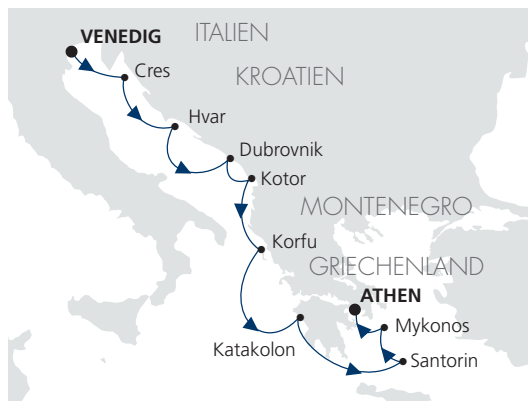 VENEDIG
ITALIEN
Cres
KROATIEN
Hvar
Dubrovnik
Kotor
MONTENEGRO
Korfu
GRIECHENLAND
ATHEN
Mykonos
Katakolon
Santorin